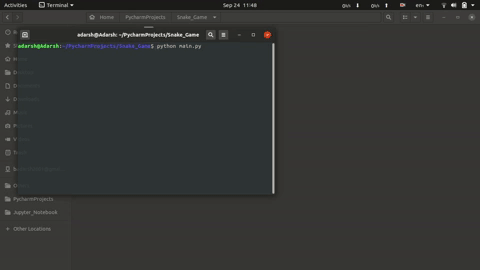 Activities
Terminal
Sep 24 11:48
en
Home
PycharmProjects
Snake_Game
adarsh@Adarsh: ~/PycharmProjects/Snake_Game
adarsh@Adarsh:~/PycharmProjects/Snake_Game$ python main.py
PycharmProjects
Jupyter_Notebook
+ Other Locations